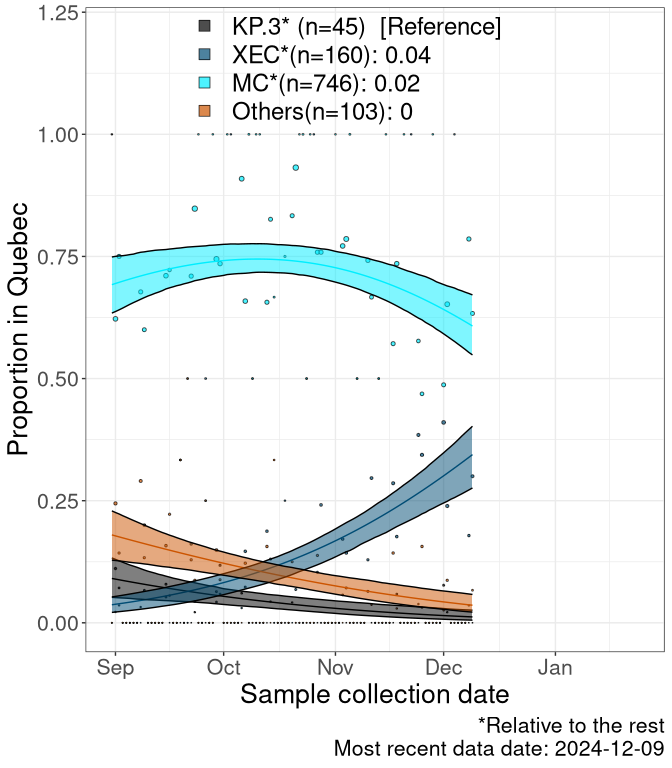 KP.3* (n=45)  [Reference]
XEC*(n=160): 0.04
MC*(n=746): 0.02
Others(n=103): 0
1.25
1.00
0.75
0.50
0.25
0.00
Proportion in Quebec
Sep Oct Nov Dec Jan
Sample collection date
*Relative to the rest
Most recent data date: 2024-12-09